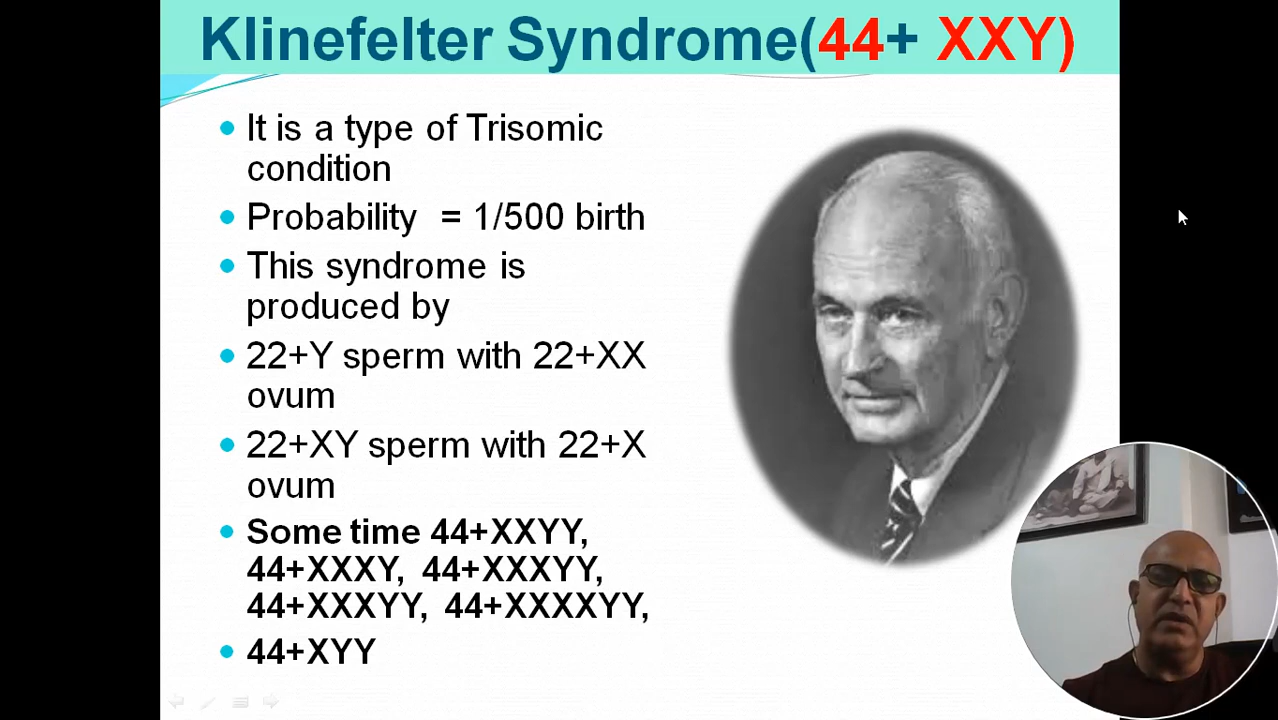 Klinefelter Syndrome(44+ XXY)
It is a type of Trisomic
condition
Probability = 1/500 birth
This syndrome is
produced by
22+Y sperm with 22+XX
ovum
22+XY sperm with 22+X
ovum
Some time 44+XXYY,
44+XXXY, 44+XXXYY,
44+XXXYY, 44+XXXXYY,
44+XYY